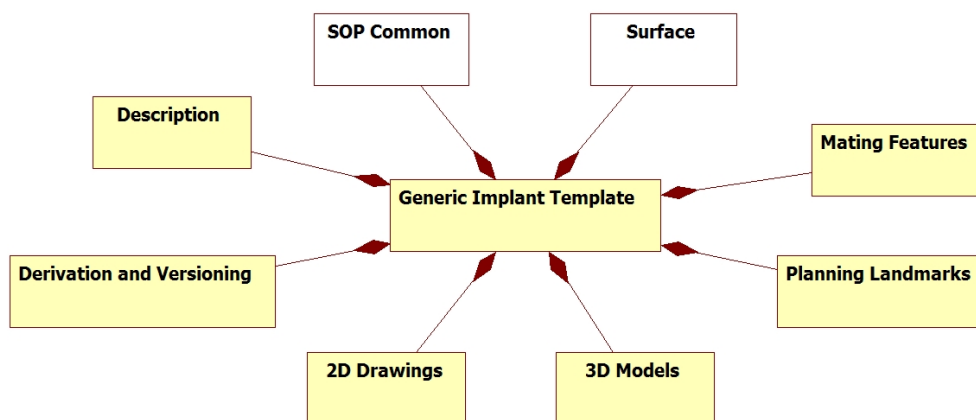 SOP Common
Surface
Description
Mating Features
Generic Implant Template
Derivation and Versioning
Planning Landmarks
2D Drawings
3D Models